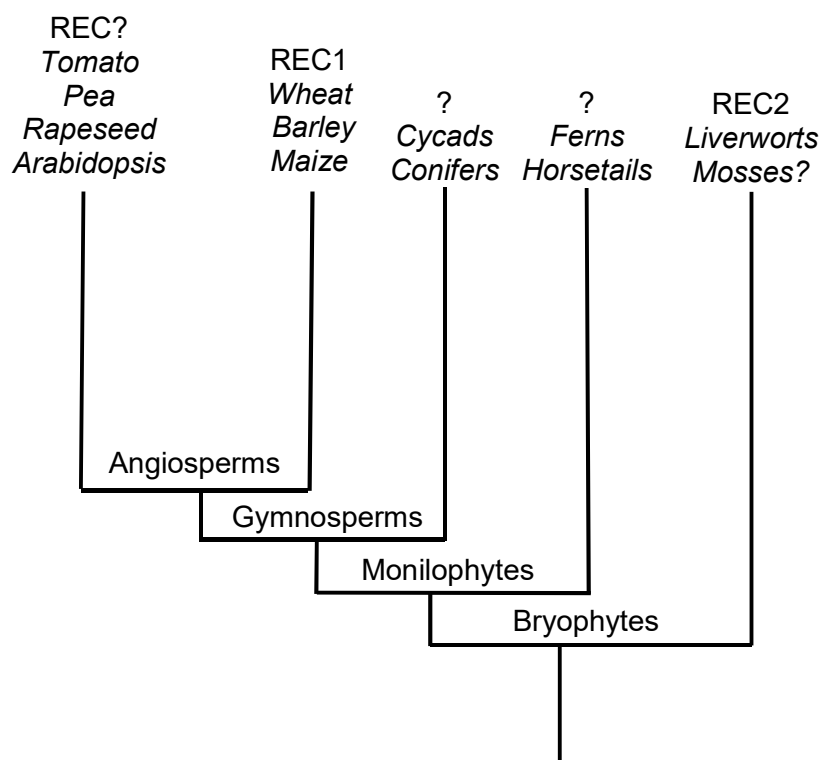 REC?
Tomato
Pea
Rapeseed
Arabidopsis
REC1
Wheat
Barley
Maize
?
Cycads
Conifers
?
Ferns
Horsetails
REC2
Liverworts
Mosses?
Angiosperms
Gymnosperms
Monilophytes
Bryophytes